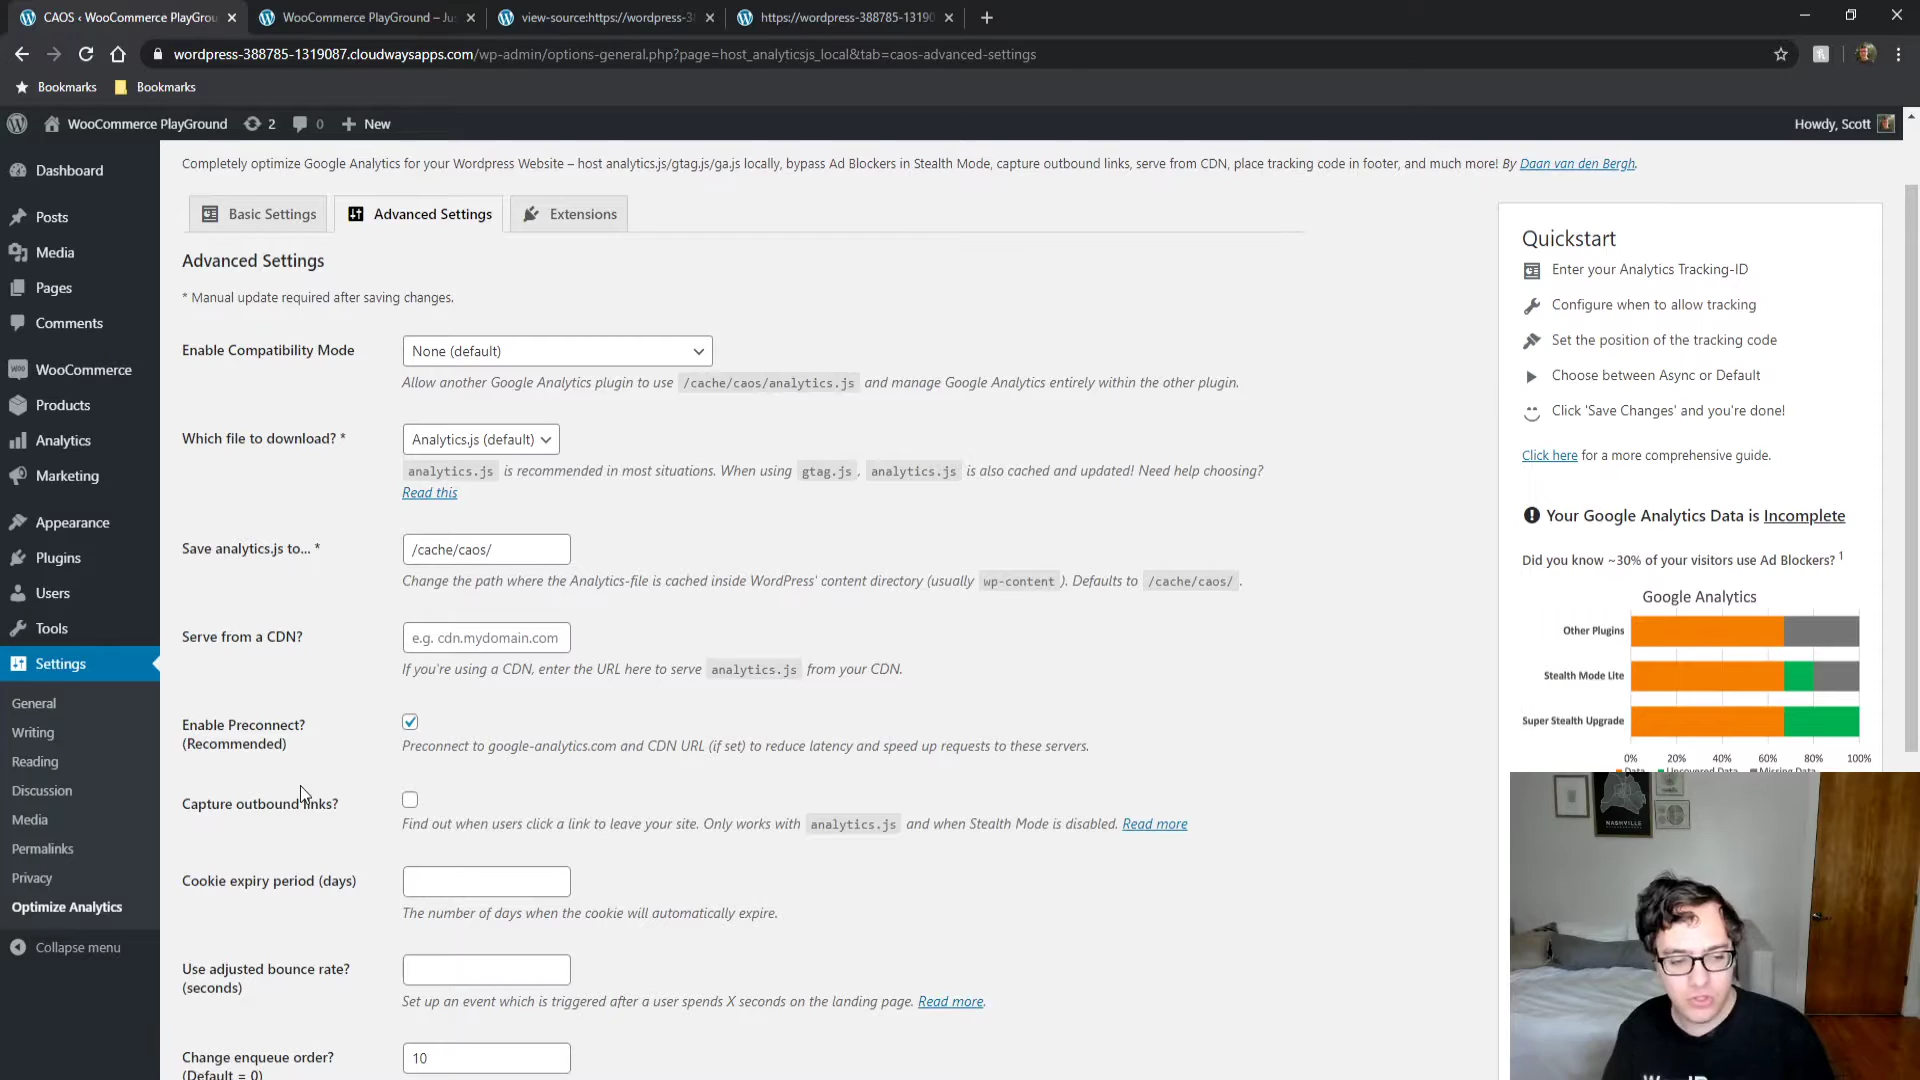 CAOS ‹ WooCommerce PlayGrou
WooCommerce PlayGround – Ju
view-source:https://wordpress-3
https://wordpress-388785-1319
wordpress-388785-1319087.cloudwaysapps.com/wp-admin/options-general.php?page=host_analyticsjs_local&tab=caos-advanced-settings
Bookmarks
Bookmarks
WooCommerce PlayGround
2
0
New
Howdy, Scott
Dashboard
Posts
Media
Pages
Comments
WooCommerce
Products
Analytics
Marketing
Appearance
Plugins
Users
Tools
Settings
General
Writing
Reading
Discussion
Media
Permalinks
Privacy
Optimize Analytics
Collapse menu
Completely optimize Google Analytics for your Wordpress Website – host analytics.js/gtag.js/ga.js locally, bypass Ad Blockers in Stealth Mode, capture outbound links, serve from CDN, place tracking code in footer, and much more! By Daan van den Bergh.
Basic Settings
Advanced Settings
Extensions
Advanced Settings
* Manual update required after saving changes.
Enable Compatibility Mode
None (default)
Allow another Google Analytics plugin to use /cache/caos/analytics.js and manage Google Analytics entirely within the other plugin.
Which file to download? *
Analytics.js (default)
analytics.js is recommended in most situations. When using gtag.js, analytics.js is also cached and updated! Need help choosing?
Read this
Save analytics.js to... *
/cache/caos/
Change the path where the Analytics-file is cached inside WordPress' content directory (usually wp-content ). Defaults to /cache/caos/ .
Serve from a CDN?
e.g. cdn.mydomain.com
If you're using a CDN, enter the URL here to serve analytics.js from your CDN.
Enable Preconnect?
(Recommended)
Preconnect to google-analytics.com and CDN URL (if set) to reduce latency and speed up requests to these servers.
Capture outbound links?
Find out when users click a link to leave your site. Only works with analytics.js and when Stealth Mode is disabled. Read more
Cookie expiry period (days)
The number of days when the cookie will automatically expire.
Use adjusted bounce rate?
(seconds)
Set up an event which is triggered after a user spends X seconds on the landing page. Read more.
Change enqueue order?
(Default = 0)
10
Quickstart
Enter your Analytics Tracking-ID
Configure when to allow tracking
Set the position of the tracking code
Choose between Async or Default
Click 'Save Changes' and you're done!
Click here for a more comprehensive guide.
Your Google Analytics Data is Incomplete
Did you know ~30% of your visitors use Ad Blockers? 1
Google Analytics
Other Plugins
Stealth Mode Lite
Super Stealth Upgrade
0% 20% 40% 60% 80% 100%
NASHVILLE